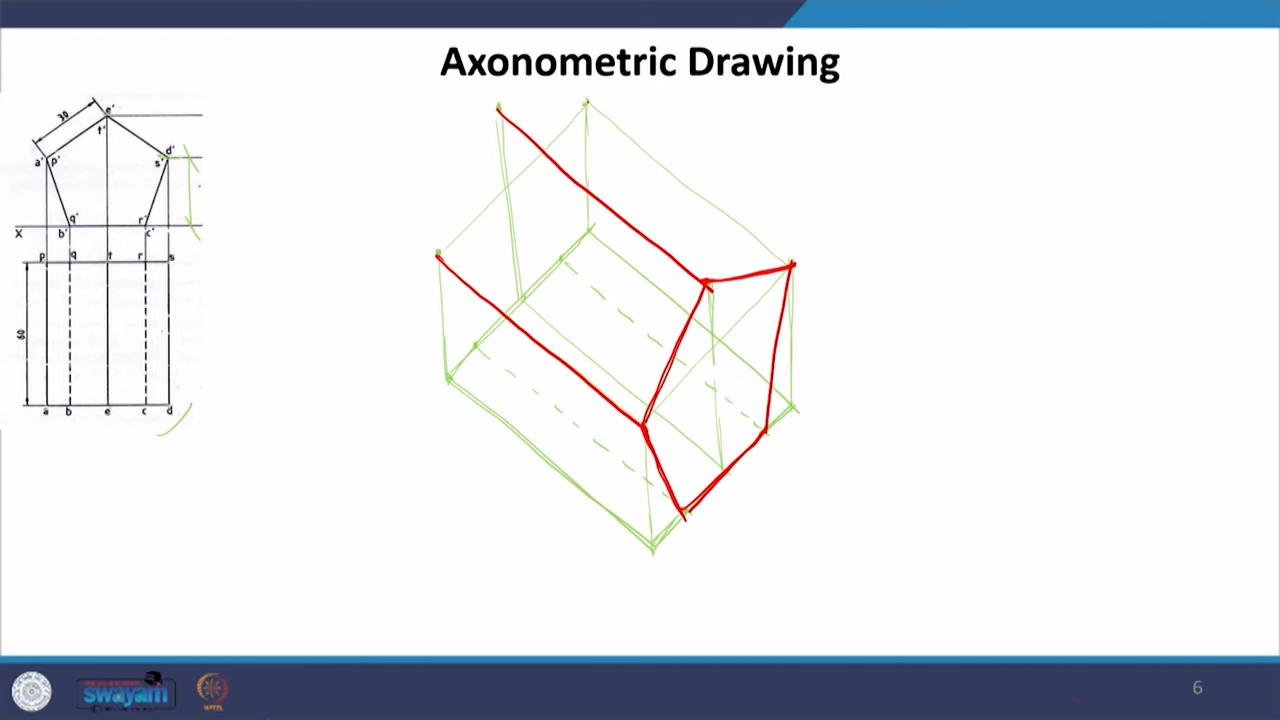 Axonometric Drawing
30
e'
t'
a' p'
d'
s'
q'
r'
X
b'
c'
p q t r s
60
a b e c d
swayam
6